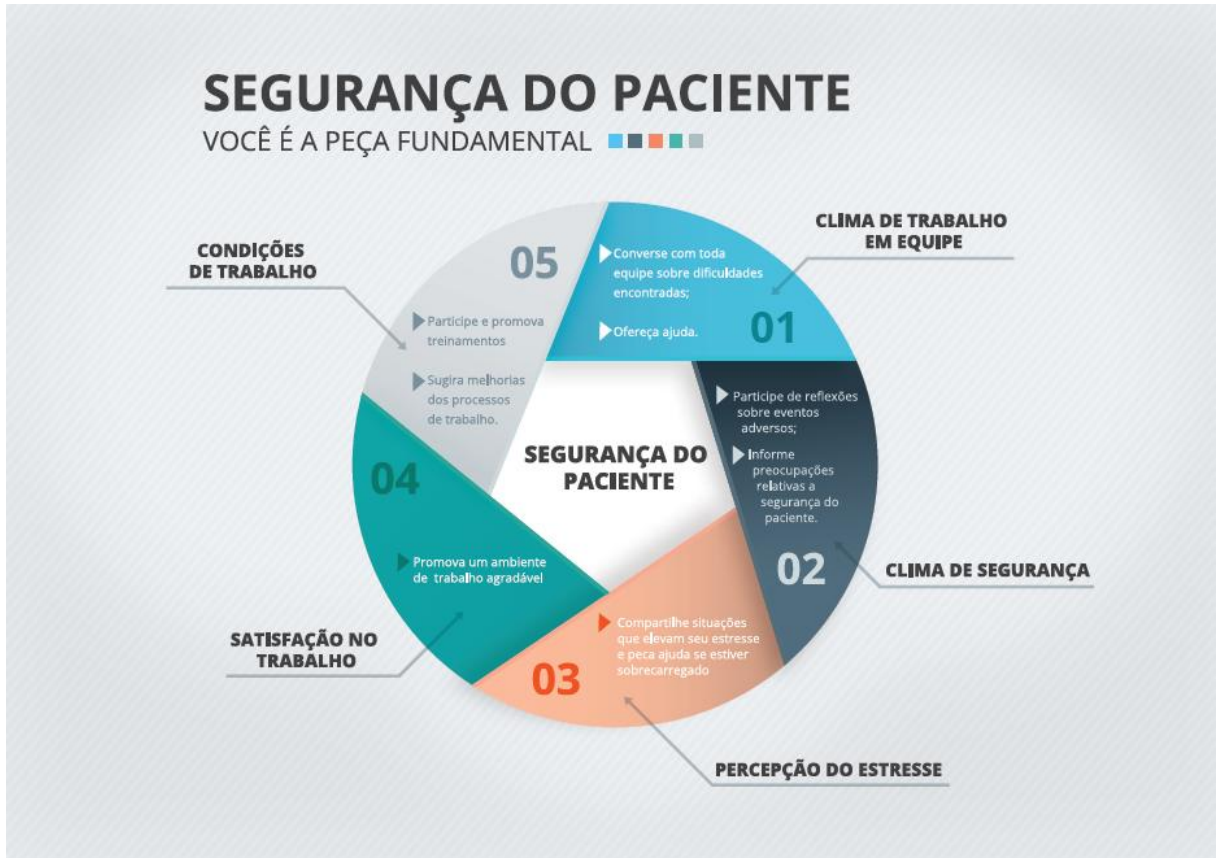 SEGURANÇA DO PACIENTE
VOCÊ É A PEÇA FUNDAMENTAL
CLIMA DE TRABALHO
EM EQUIPE
01
Converse com toda
equipe sobre dificuldades
encontradas;
Ofereça ajuda.
CLIMA DE SEGURANÇA
02
Participe de reflexões
sobre eventos
adversos;
Informe
preocupações
relativas a
segurança do
paciente.
PERCEPÇÃO DO ESTRESSE
03
Compartilhe situações
que elevam seu estresse
e peca ajuda se estiver
sobrecarregado
SATISFAÇÃO NO
TRABALHO
04
Promova um ambiente
de trabalho agradável
CONDIÇÕES
DE TRABALHO
05
Participe e promova
treinamentos
Sugira melhorias
dos processos
de trabalho.
SEGURANÇA DO
PACIENTE